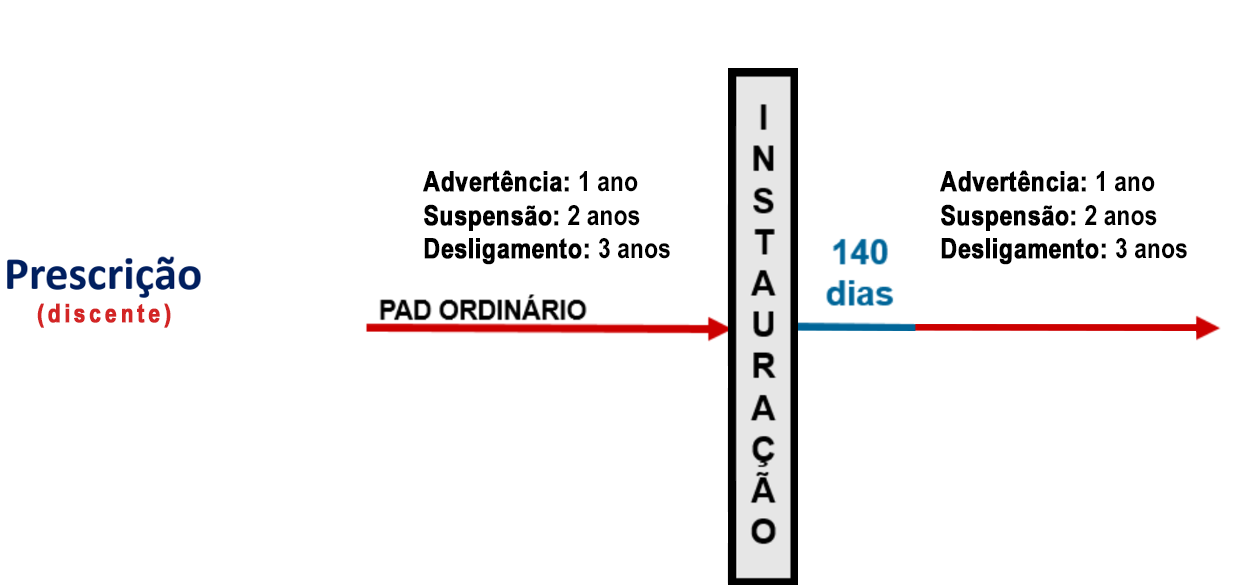 Prescrição
(discente)
Advertência: 1 ano
Suspensão: 2 anos
Desligamento: 3 anos
PAD ORDINÁRIO
INSTAURAÇÃO
140
dias
Advertência: 1 ano
Suspensão: 2 anos
Desligamento: 3 anos